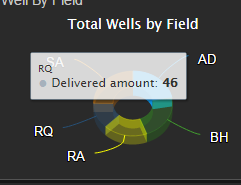 Well By Field
Total Wells by Field
SA
AD
RQ
Delivered amount: 46
RQ
BH
RA